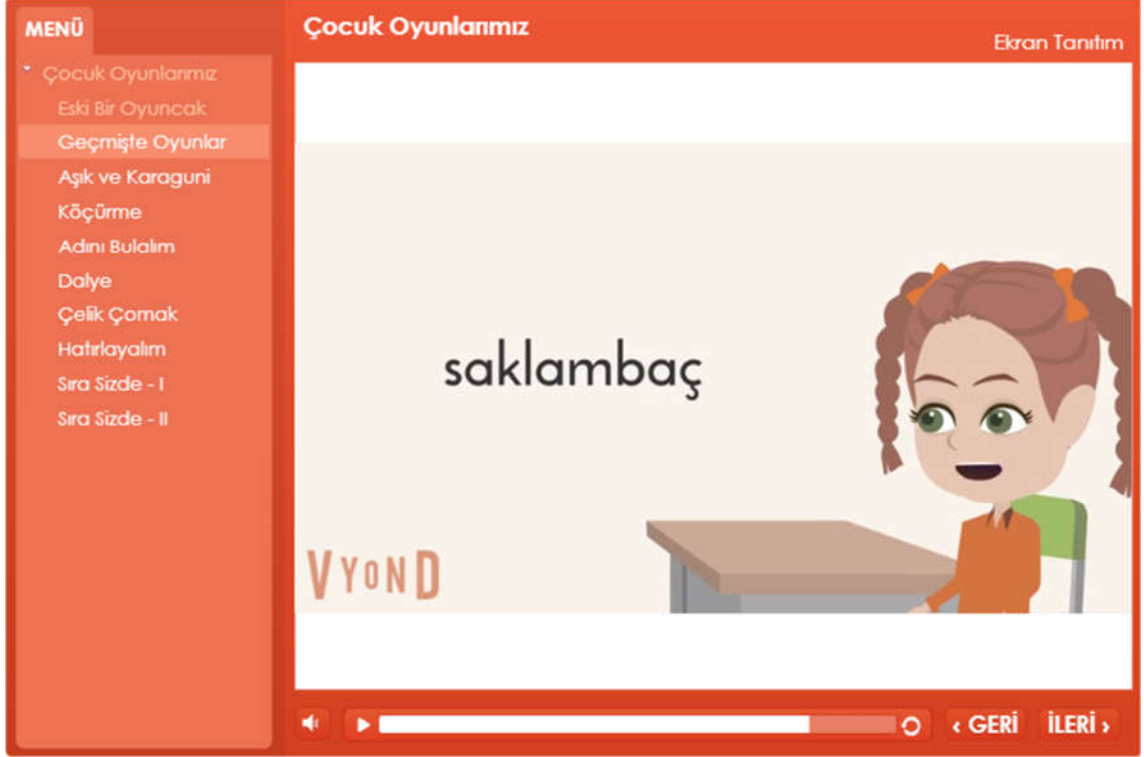 MENÜ
Çocuk Oyunlarımız
Eski Bir Oyuncak
Geçmişte Oyunlar
Aşık ve Karaguni
Köçürme
Adını Bulalım
Dalye
Çelik Çomak
Hatırlayalım
Sıra Sizde - I
Sıra Sizde - II
Çocuk Oyunlarımız
Ekran Tanıtım
saklambaç
VYOND
‹ GERİ
İLERİ ›